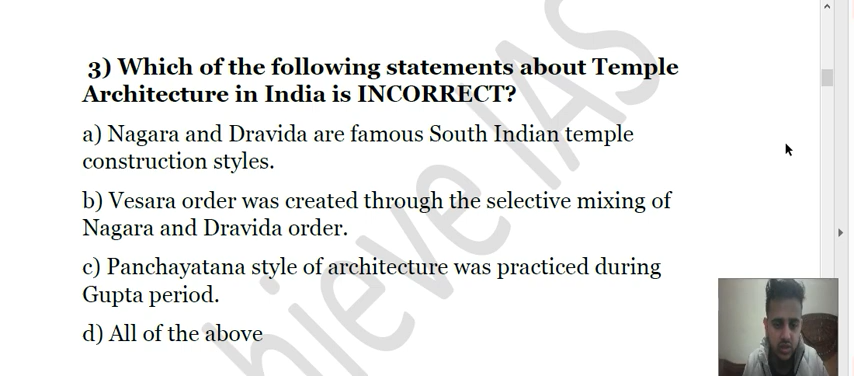 3) Which of the following statements about Temple
Architecture in India is INCORRECT?
a) Nagara and Dravida are famous South Indian temple
construction styles.
b) Vesara order was created through the selective mixing of
Nagara and Dravida order.
c) Panchayatana style of architecture was practiced during
Gupta period.
d) All of the above
hieve IAS